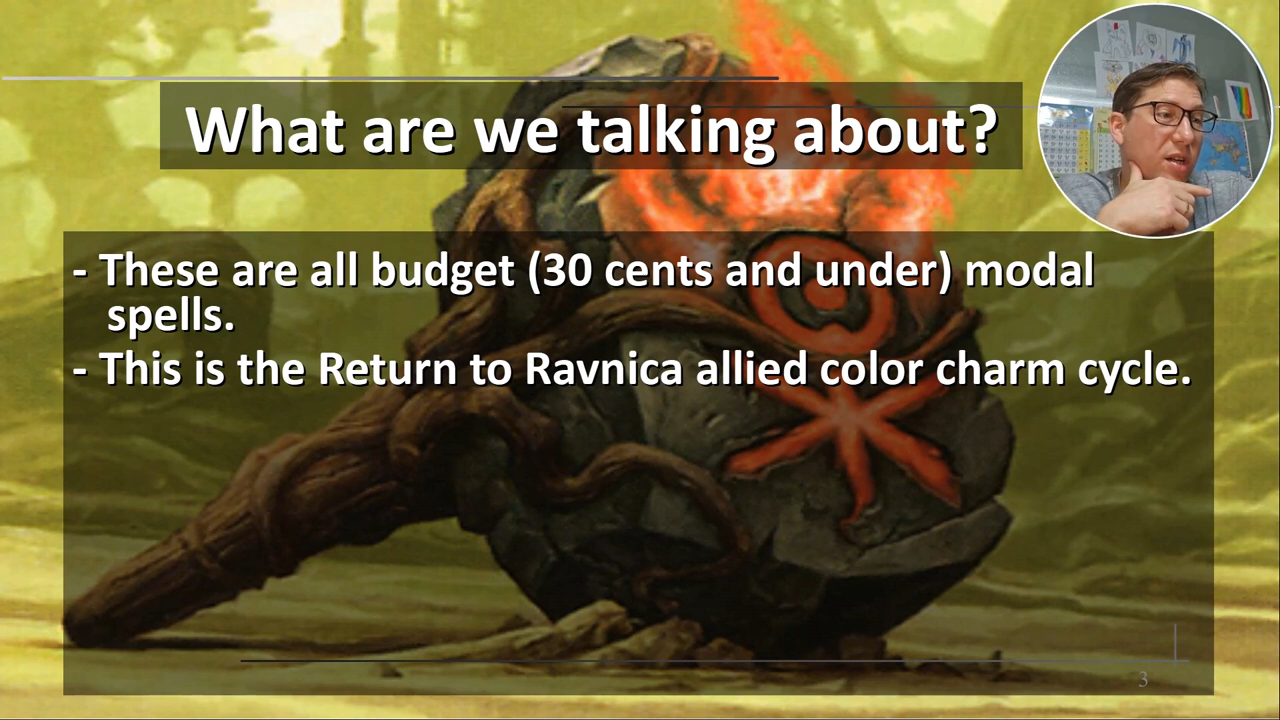 What are we talking about?
- These are all budget (30 cents and under) modal
spells.
- This is the Return to Ravnica allied color charm cycle.
3